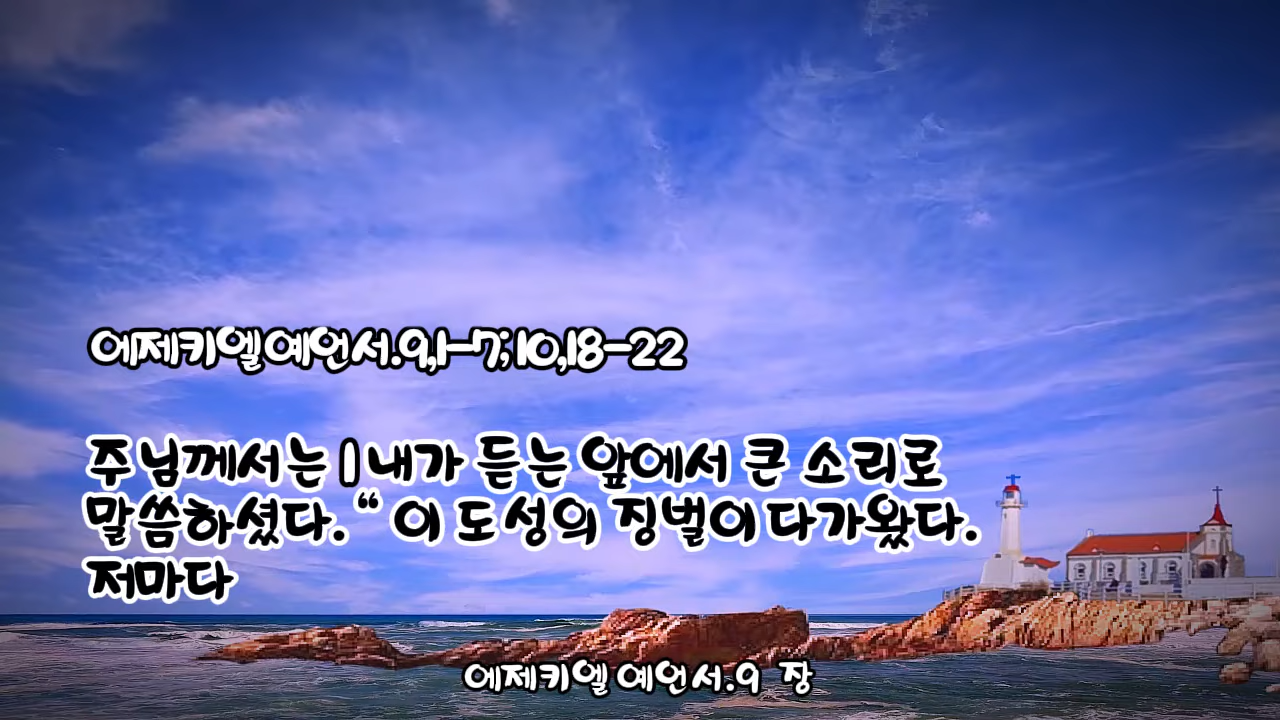 에제키엘 예언서.9,1-7;10,18-22
주님께서는 1 내가 듣는 앞에서 큰 소리로
말씀하셨다. “ 이 도성의 징벌이 다가왔다.
저마다
에제키엘 예언서.9 장